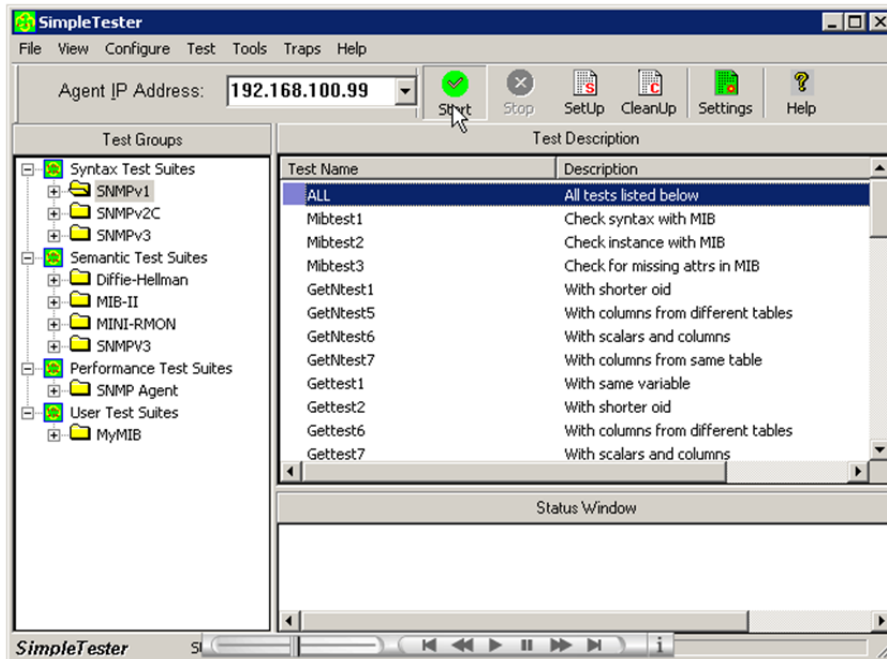 SimpleTester
File View Configure Test Tools Traps Help
Agent IP Address: 192.168.100.99 Start Stop SetUp CleanUp Settings Help
Test Groups
Syntax Test Suites
SNMPv1
SNMPv2C
SNMPv3
Semantic Test Suites
Diffie-Hellman
MIB-II
MINI-RMON
SNMPV3
Performance Test Suites
SNMP Agent
User Test Suites
MyMIB
Test Description
Test Name Description
ALL All tests listed below
Mibtest1 Check syntax with MIB
Mibtest2 Check instance with MIB
Mibtest3 Check for missing attrs in MIB
GetNtest1 With shorter oid
GetNtest5 With columns from different tables
GetNtest6 With scalars and columns
GetNtest7 With columns from same table
Gettest1 With same variable
Gettest2 With shorter oid
Gettest6 With columns from different tables
Gettest7 With scalars and columns
Status Window
SimpleTester